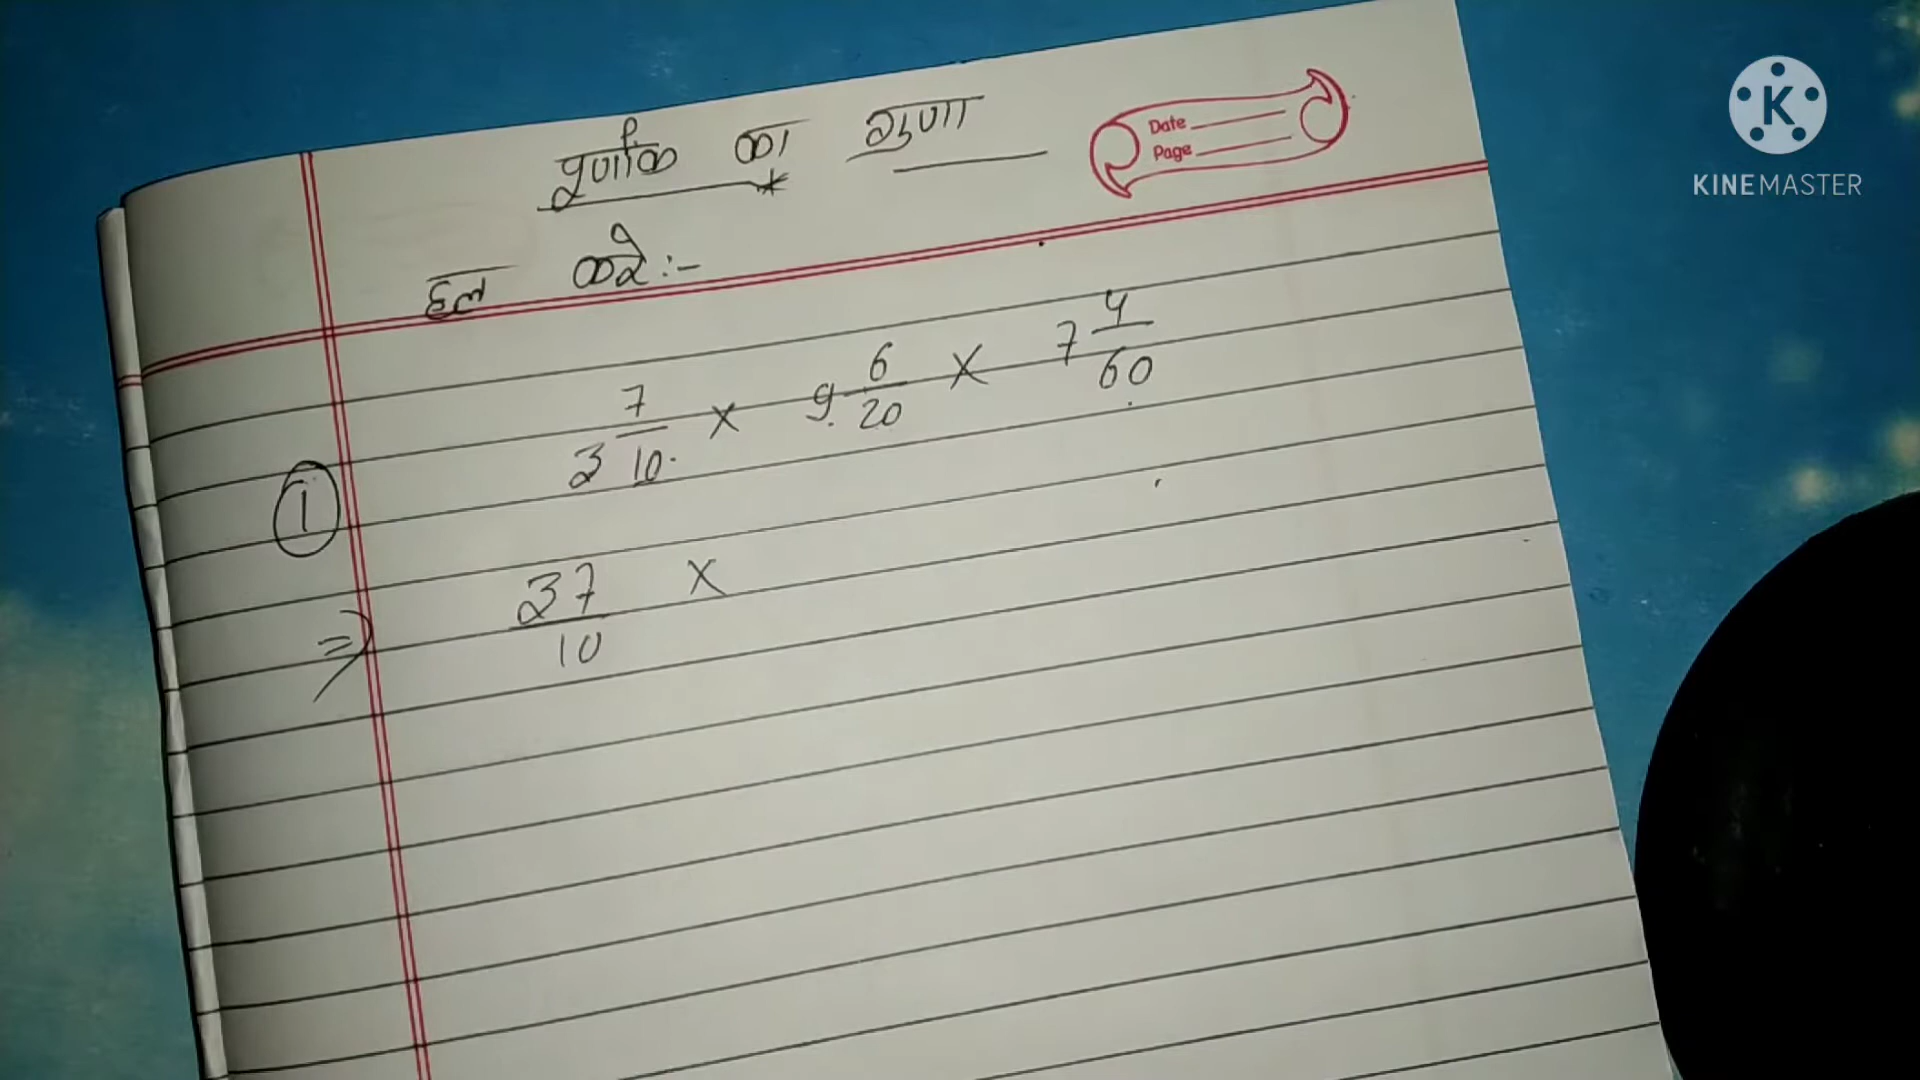 पूर्णांक का गुणा
Date
Page
K
KINEMASTER
हल करे :-
① 3 7/10 × 9 6/20 × 7 4/60
⇒ 37/10 ×